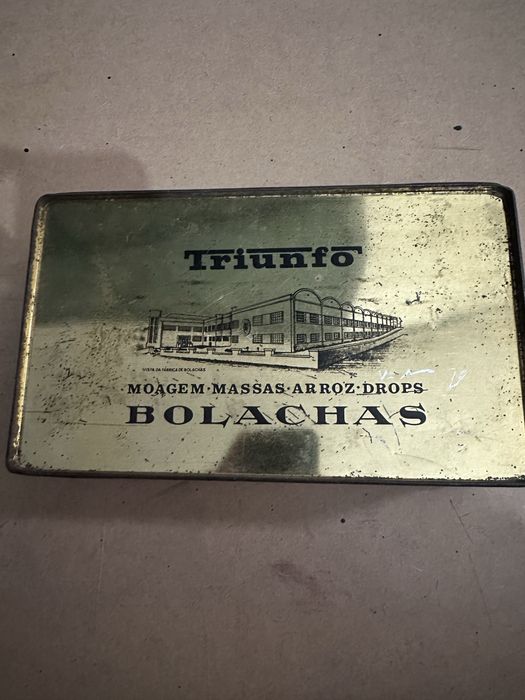 Triunfo
VISTA DA FÁBRICA DE BOLACHAS
MOAGEM·MASSAS·ARROZ·DROPS
BOLACHAS